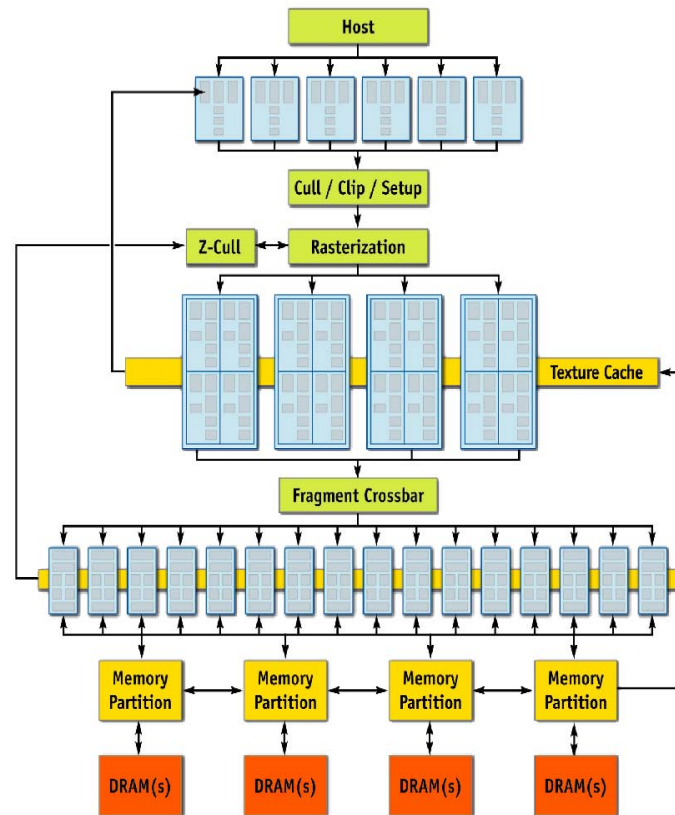 Host
Cull / Clip / Setup
Z-Cull
Rasterization
Texture Cache
Fragment Crossbar
Memory
Partition
Memory
Partition
Memory
Partition
Memory
Partition
DRAM(s)
DRAM(s)
DRAM(s)
DRAM(s)